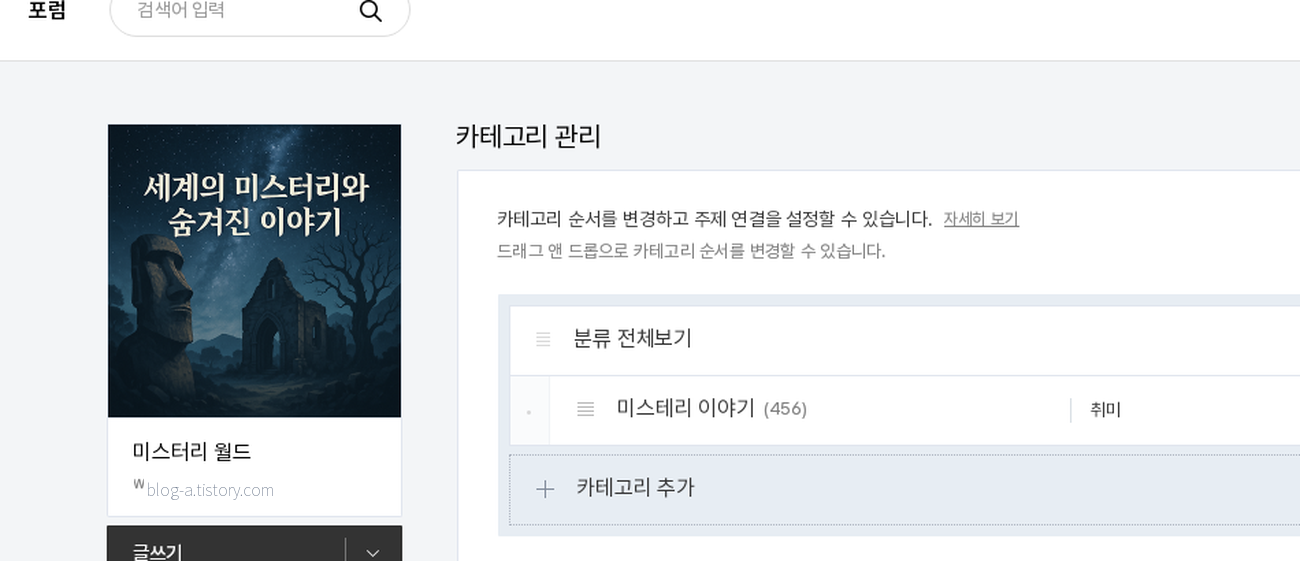 포럼
검색어 입력
세계의 미스터리와
숨겨진 이야기
미스터리 월드
W blog-a.tistory.com
글쓰기
카테고리 관리
카테고리 순서를 변경하고 주제 연결을 설정할 수 있습니다. 자세히 보기
드래그 앤 드롭으로 카테고리 순서를 변경할 수 있습니다.
분류 전체보기
미스테리 이야기 (456)
취미
카테고리 추가